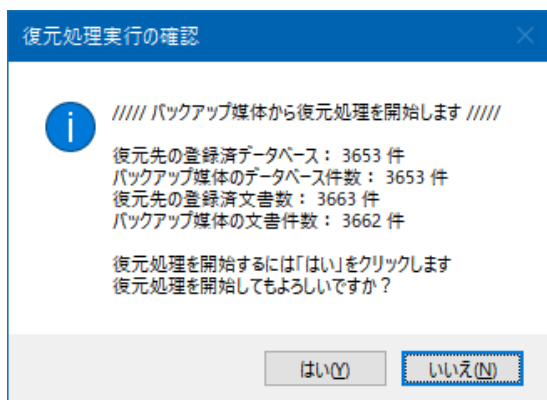 復元処理実行の確認
///// バックアップ媒体から復元処理を開始します /////
復元先の登録済データベース： 3653 件
バックアップ媒体のデータベース件数： 3653 件
復元先の登録済文書数： 3663 件
バックアップ媒体の文書件数： 3662 件
復元処理を開始するには「はい」をクリックします
復元処理を開始してもよろしいですか？
はい(Y)
いいえ(N)